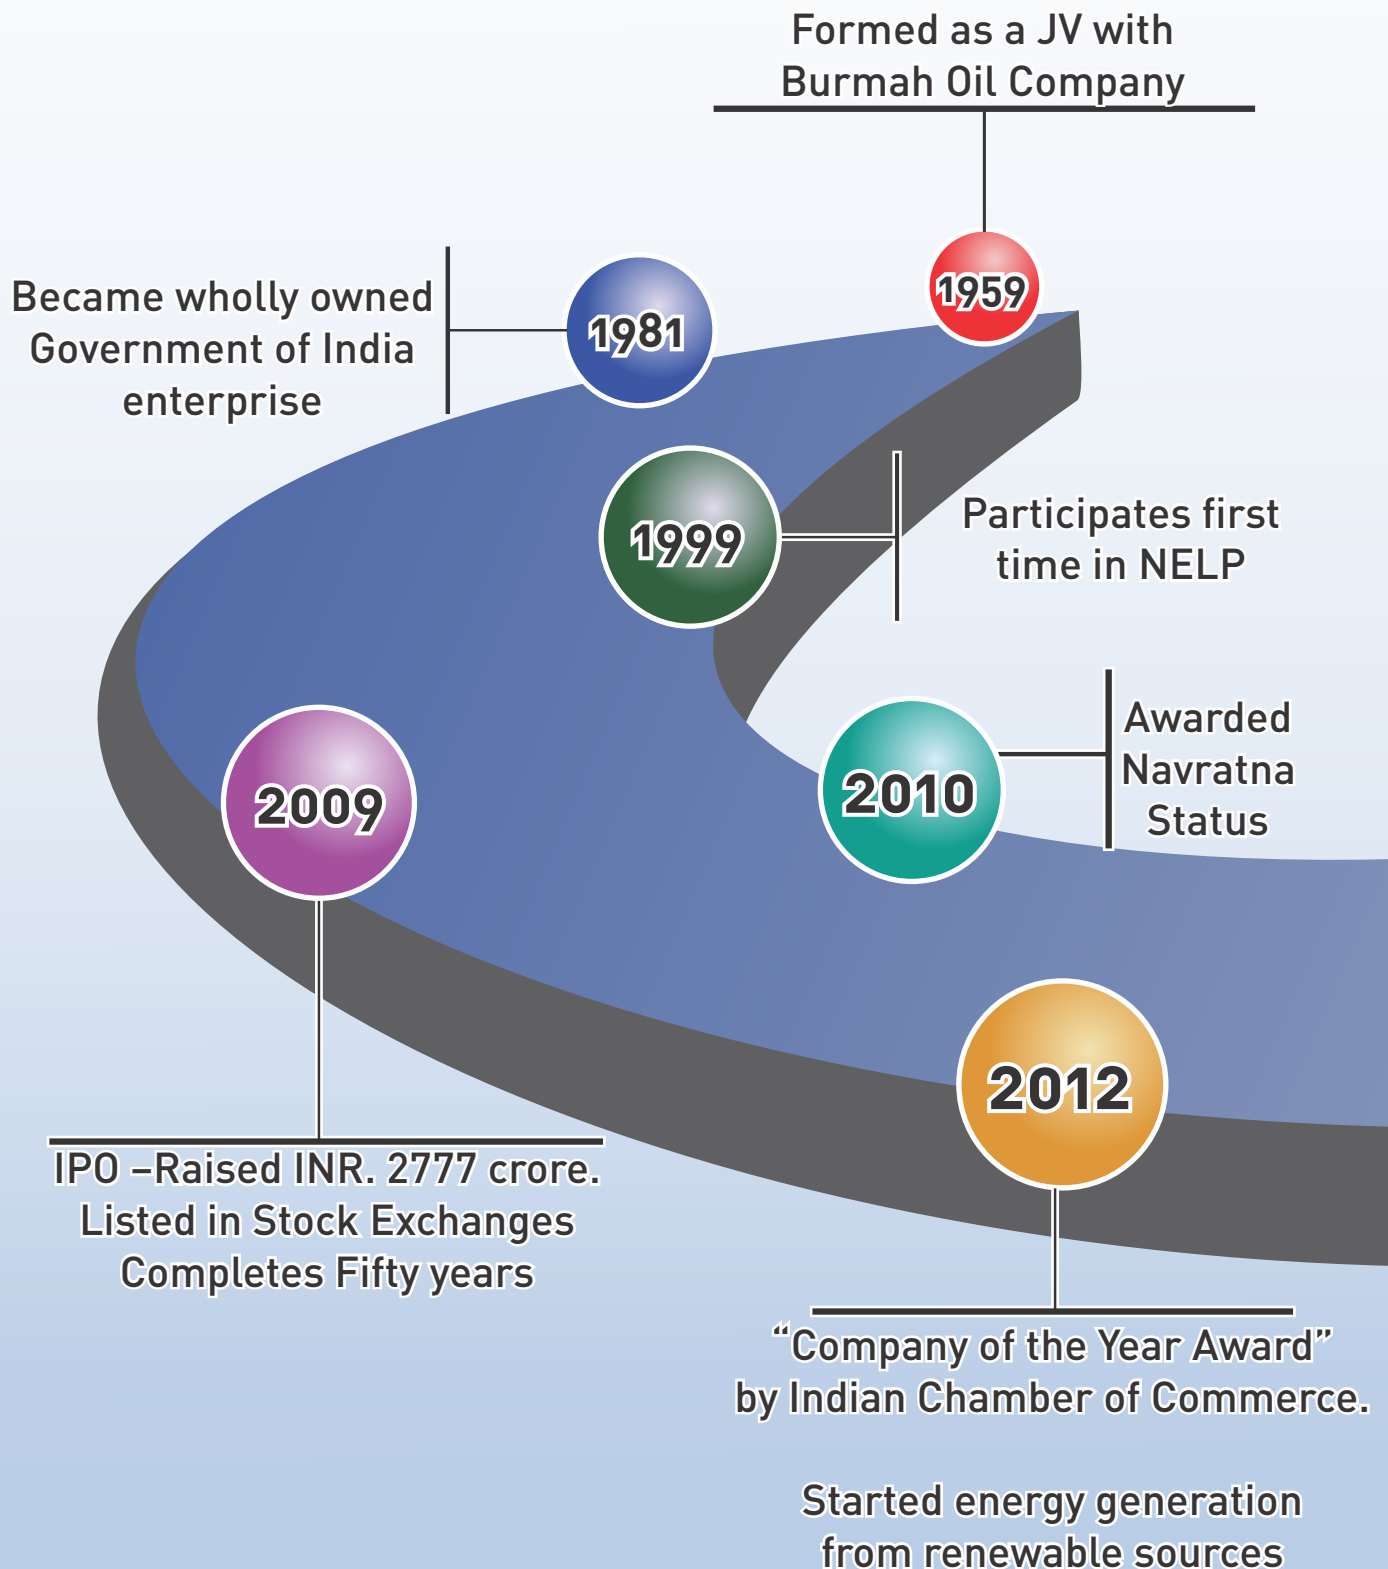 Formed as a JV with
Burmah Oil Company
1959
Became wholly owned
Government of India
enterprise
1981
1999
Participates first
time in NELP
2009
2010
Awarded
Navratna
Status
IPO –Raised INR. 2777 crore.
Listed in Stock Exchanges
Completes Fifty years
2012
“Company of the Year Award”
by Indian Chamber of Commerce.
Started energy generation
from renewable sources